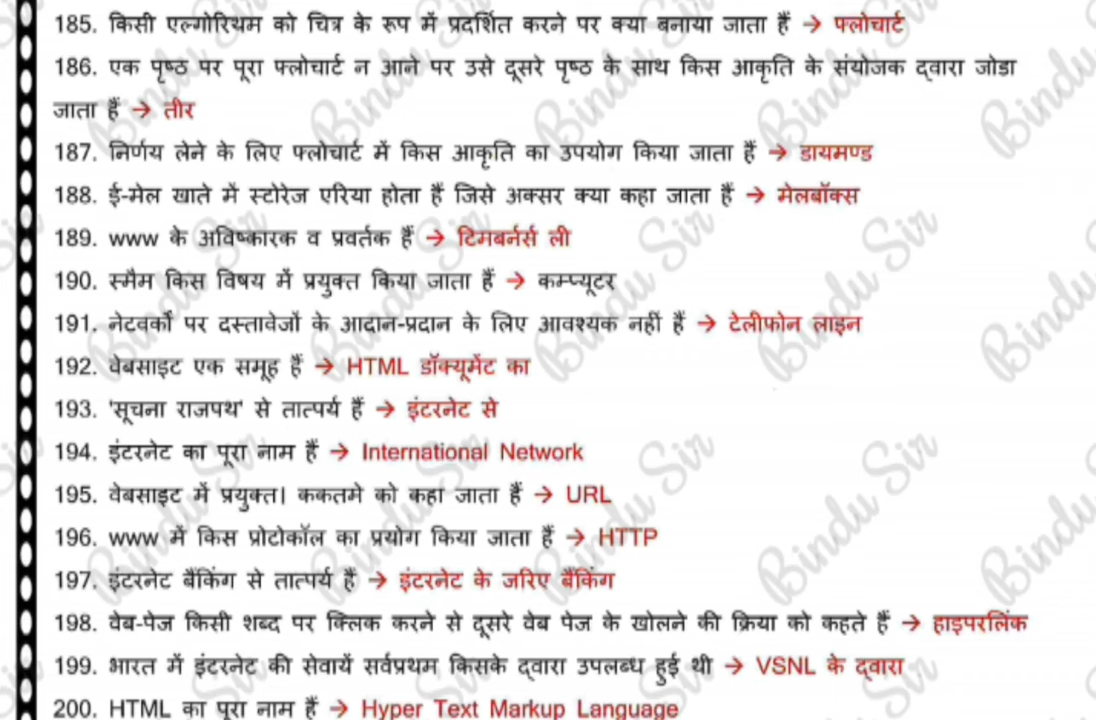 185. किसी एल्गोरिथम को चित्र के रूप में प्रदर्शित करने पर क्या बनाया जाता हैं → फ्लोचार्ट
186. एक पृष्ठ पर पूरा फ्लोचार्ट न आने पर उसे दूसरे पृष्ठ के साथ किस आकृति के संयोजक द्वारा जोडा
जाता हैं → तीर
187. निर्णय लेने के लिए फ्लोचार्ट में किस आकृति का उपयोग किया जाता हैं → डायमण्ड
188. ई-मेल खाते में स्टोरेज एरिया होता हैं जिसे अक्सर क्या कहा जाता हैं → मेलबॉक्स
189. www के अविष्कारक व प्रवर्तक हैं → टिमबर्नर्स ली
190. स्मैम किस विषय में प्रयुक्त किया जाता हैं → कम्प्यूटर
191. नेटवर्कों पर दस्तावेजों के आदान-प्रदान के लिए आवश्यक नहीं हैं → टेलीफोन लाइन
192. वेबसाइट एक समूह हैं → HTML डॉक्यूमेंट का
193. 'सूचना राजपथ' से तात्पर्य हैं → इंटरनेट से
194. इंटरनेट का पूरा नाम हैं → International Network
195. वेबसाइट में प्रयुक्त। ककतमे को कहा जाता हैं → URL
196. www में किस प्रोटोकॉल का प्रयोग किया जाता हैं → HTTP
197. इंटरनेट बैंकिंग से तात्पर्य हैं → इंटरनेट के जरिए बैंकिंग
198. वेब-पेज किसी शब्द पर क्लिक करने से दूसरे वेब पेज के खोलने की क्रिया को कहते हैं → हाइपरलिंक
199. भारत में इंटरनेट की सेवायें सर्वप्रथम किसके द्वारा उपलब्ध हुई थी → VSNL के द्वारा
200. HTML का पूरा नाम हैं → Hyper Text Markup Language
Bindu Sir